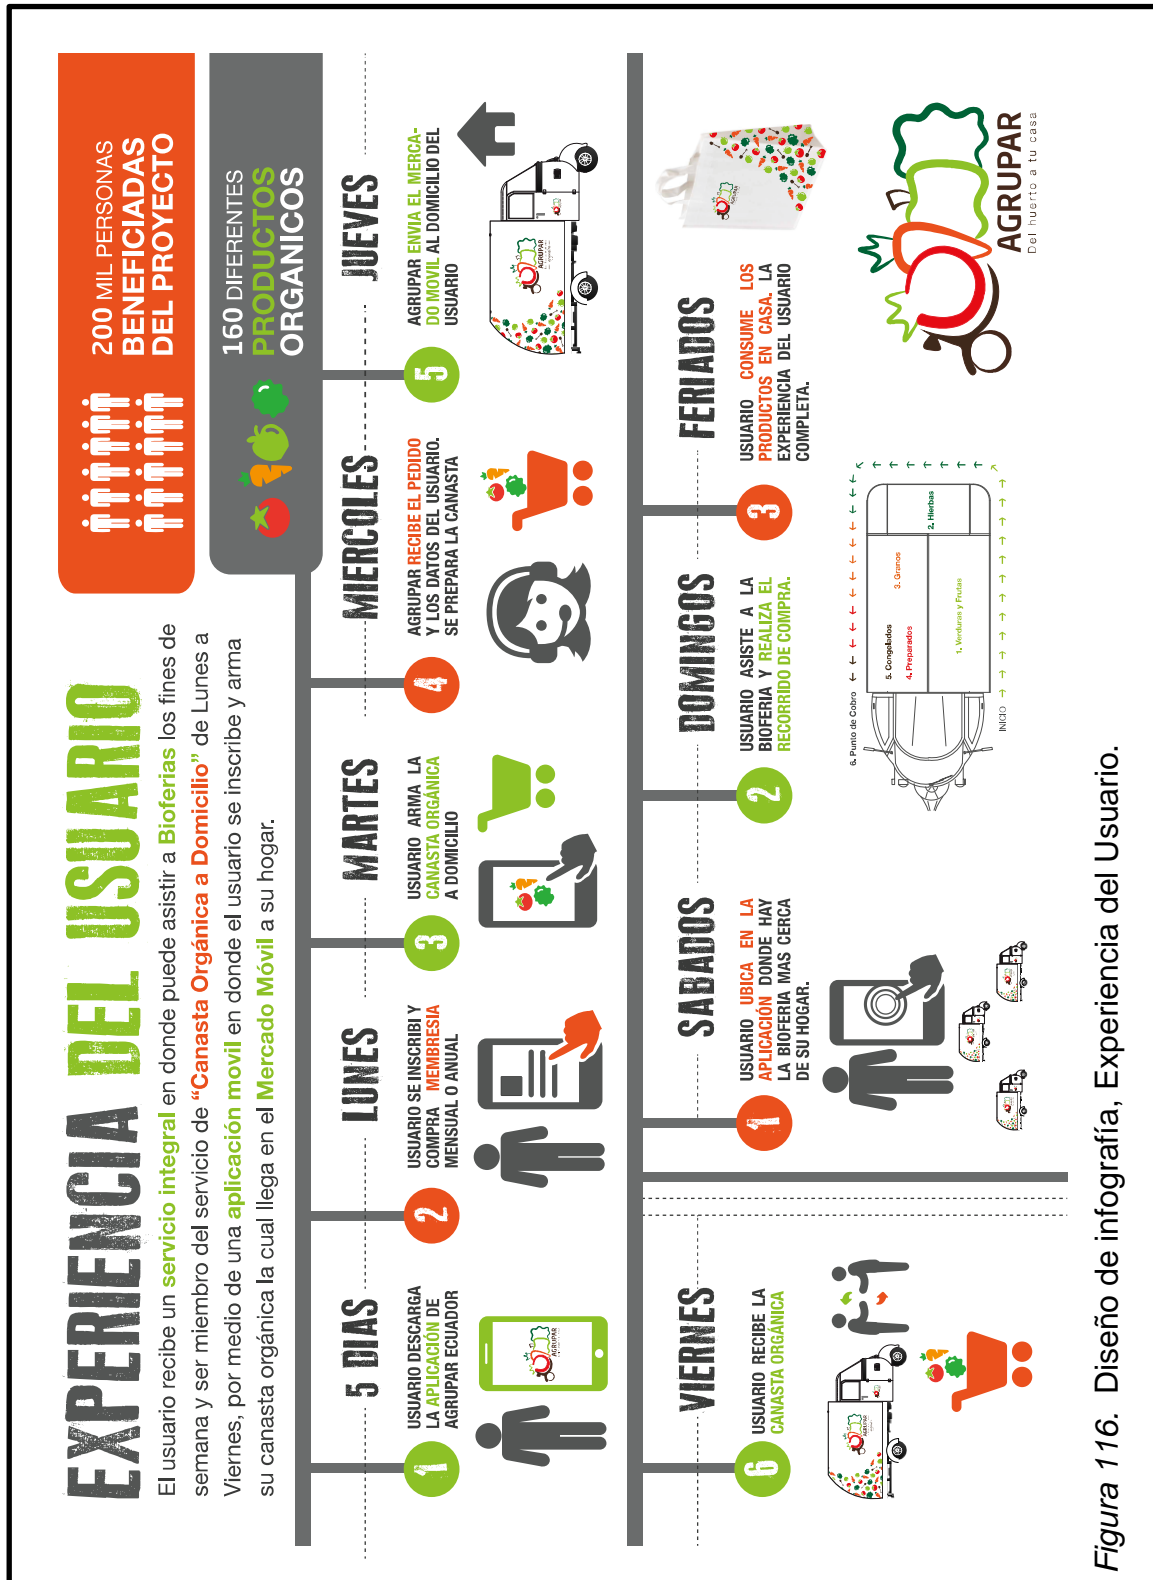 EXPERIENCIA DEL USUARIO
El usuario recibe un servicio integral en donde puede asistir a Bioferias los fines de
semana y ser miembro del servicio de “Canasta Orgánica a Domicilio” de Lunes a
Viernes, por medio de una aplicación movil en donde el usuario se inscribe y arma
su canasta orgánica la cual llega en el Mercado Móvil a su hogar.
200 MIL PERSONAS
BENEFICIADAS
DEL PROYECTO
160 DIFERENTES
PRODUCTOS
ORGANICOS
5 DIAS
1
USUARIO DESCARGA
LA APLICACIÓN DE
AGRUPAR ECUADOR
AGRUPAR
LUNES
2
USUARIO SE INSCRIBI Y
COMPRA MEMBRESIA
MENSUAL O ANUAL
MARTES
3
USUARIO ARMA LA
CANASTA ORGÁNICA
A DOMICILIO
MIERCOLES
4
AGRUPAR RECIBE EL PEDIDO
Y LOS DATOS DEL USUARIO.
SE PREPARA LA CANASTA
JUEVES
5
AGRUPAR ENVIA EL MERCA-
DO MOVIL AL DOMICILIO DEL
USUARIO
AGRUPAR
VIERNES
6
USUARIO RECIBE LA
CANASTA ORGÁNICA
AGRUPAR
SABADOS
1
USUARIO UBICA EN LA
APLICACIÓN DONDE HAY
LA BIOFERIA MAS CERCA
DE SU HOGAR.
DOMINGOS
2
USUARIO ASISTE A LA
BIOFERIA Y REALIZA EL
RECORRIDO DE COMPRA.
6. Punto de Cobro
5. Congelados
4. Preparados
3. Granos
2. Hierbas
1. Verduras y Frutas
INICIO
FERIADOS
3
USUARIO CONSUME LOS
PRODUCTOS EN CASA. LA
EXPERIENCIA DEL USUARIO
COMPLETA.
AGRUPAR
AGRUPAR
Del huerto a tu casa
Figura 116. Diseño de infografía, Experiencia del Usuario.